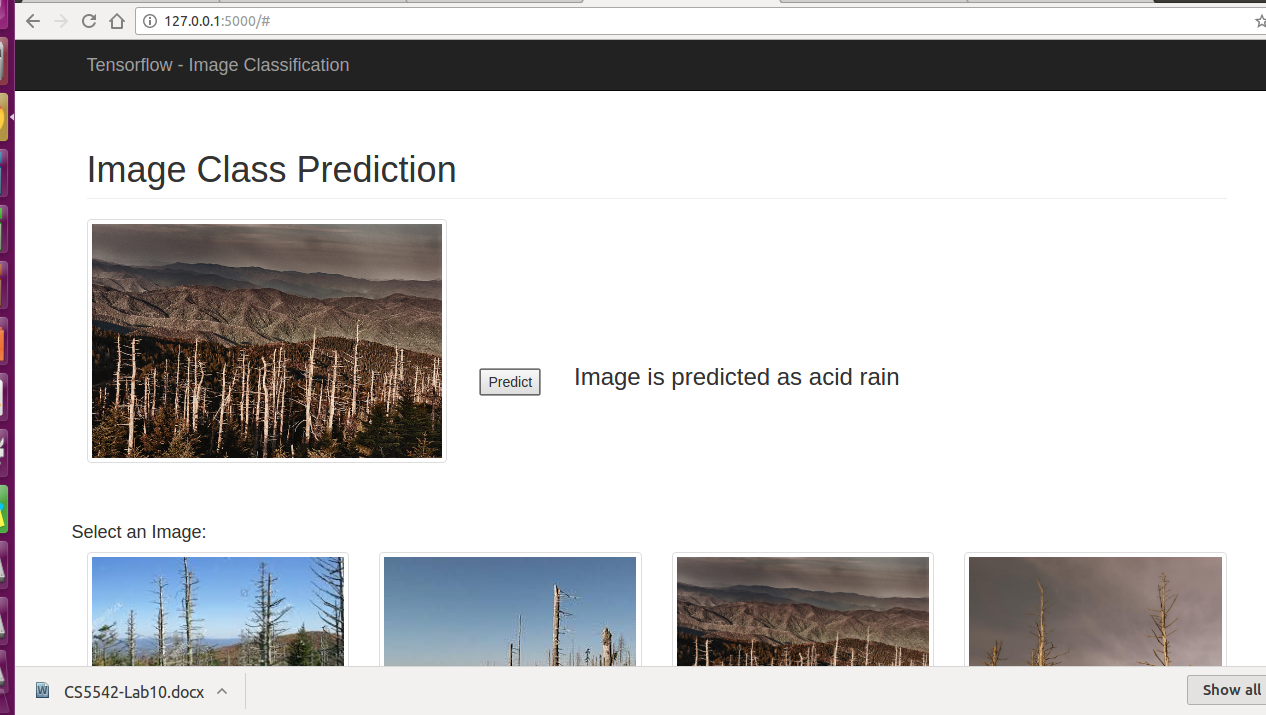 127.0.0.1:5000/#
Tensorflow - Image Classification
Image Class Prediction
Predict
Image is predicted as acid rain
Select an Image:
CS5542-Lab10.docx
Show all